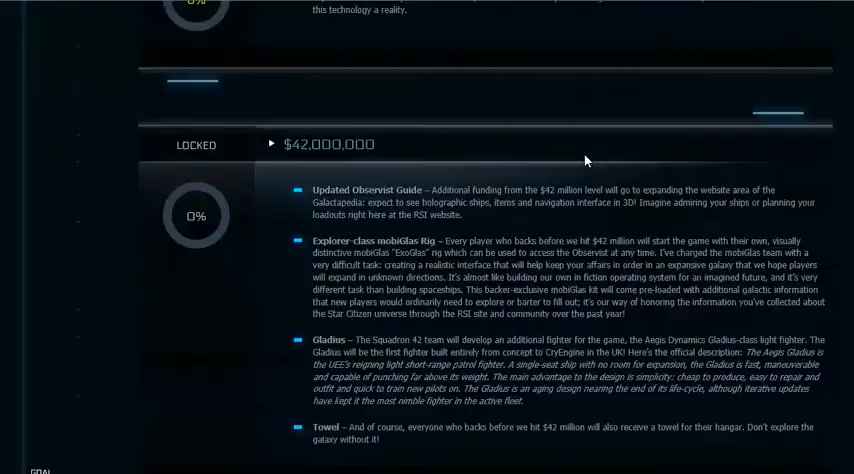 0%
this technology a reality.
LOCKED
$42,000,000
0%
Updated Observist Guide – Additional funding from the $42 million level will go to expanding the website area of the
Galactapedia: expect to see holographic ships, items and navigation interface in 3D! Imagine admiring your ships or planning your
loadouts right here at the RSI website.
Explorer-class mobiGlas Rig – Every player who backs before we hit $42 million will start the game with their own, visually
distinctive mobiGlas "ExoGlas" rig which can be used to access the Observist at any time. I've charged the mobiGlas team with a
very difficult task: creating a realistic interface that will help keep your affairs in order in an expansive galaxy that we hope players
will expand in unknown directions. It's almost like building our own in fiction operating system for an imagined future, and it's very
different task than building spaceships. This backer-exclusive mobiGlas kit will come pre-loaded with additional galactic information
that new players would ordinarily need to explore or barter to fill out; it's our way of honoring the information you've collected about
the Star Citizen universe through the RSI site and community over the past year!
Gladius – The Squadron 42 team will develop an additional fighter for the game, the Aegis Dynamics Gladius-class light fighter. The
Gladius will be the first fighter built entirely from concept to CryEngine in the UK! Here's the official description: The Aegis Gladius is
the UEE's reigning light short-range patrol fighter. A single-seat ship with no room for expansion, the Gladius is fast, maneuverable
and capable of punching far above its weight. The main advantage to the design is simplicity: cheap to produce, easy to repair and
outfit and quick to train new pilots on. The Gladius is an aging design nearing the end of its life-cycle, although iterative updates
have kept it the most nimble fighter in the active fleet.
Towel – And of course, everyone who backs before we hit $42 million will also receive a towel for their hangar. Don't explore the
galaxy without it!
GOAL